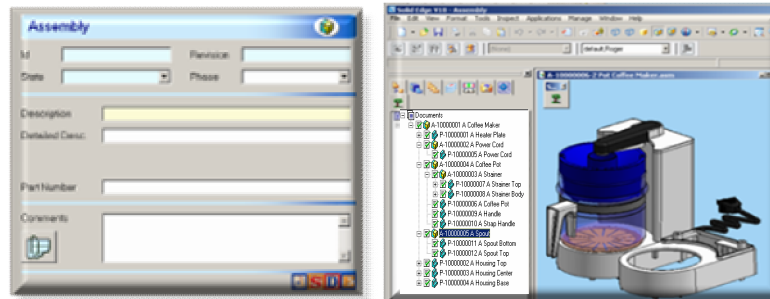 Assembly
Id
Revision
State
Phase
Description
Detailed Desc.
Part Number
Comments
Solid Edge V18 - Assembly
File Edit View Format Tools Inspect Applications Manage Window Help
(None)
default,Roger
A-10000006-2 Pot Coffee Maker.asm
Documents
A-10000001 A Coffee Maker
P-10000001 A Heater Plate
A-10000002 A Power Cord
P-10000005 A Power Cord
A-10000004 A Coffee Pot
A-10000003 A Strainer
P-10000007 A Strainer Top
P-10000008 A Strainer Body
P-10000006 A Coffee Pot
P-10000009 A Handle
P-10000010 A Strap Handle
A-10000005 A Spout
P-10000011 A Spout Bottom
P-10000012 A Spout Top
P-10000002 A Housing Top
P-10000003 A Housing Center
P-10000004 A Housing Base